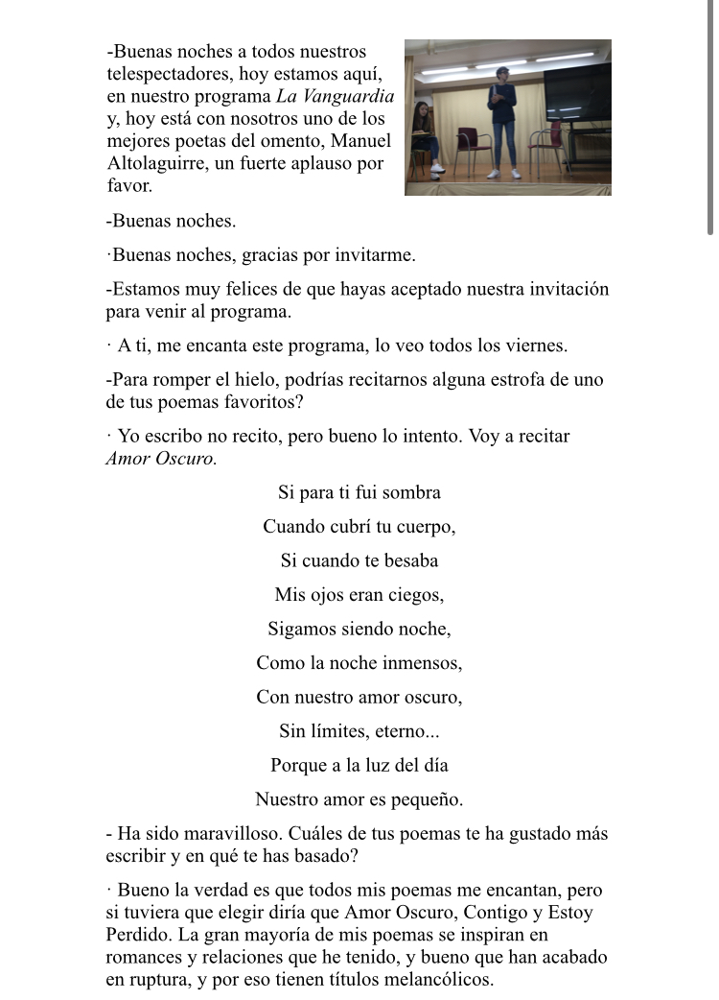 -Buenas noches a todos nuestros
telespectadores, hoy estamos aquí,
en nuestro programa La Vanguardia
y, hoy está con nosotros uno de los
mejores poetas del omento, Manuel
Altolaguirre, un fuerte aplauso por
favor.
-Buenas noches.
·Buenas noches, gracias por invitarme.
-Estamos muy felices de que hayas aceptado nuestra invitación
para venir al programa.
· A ti, me encanta este programa, lo veo todos los viernes.
-Para romper el hielo, podrías recitarnos alguna estrofa de uno
de tus poemas favoritos?
· Yo escribo no recito, pero bueno lo intento. Voy a recitar
Amor Oscuro.
Si para ti fui sombra
Cuando cubrí tu cuerpo,
Si cuando te besaba
Mis ojos eran ciegos,
Sigamos siendo noche,
Como la noche inmensos,
Con nuestro amor oscuro,
Sin límites, eterno...
Porque a la luz del día
Nuestro amor es pequeño.
- Ha sido maravilloso. Cuáles de tus poemas te ha gustado más
escribir y en qué te has basado?
· Bueno la verdad es que todos mis poemas me encantan, pero
si tuviera que elegir diría que Amor Oscuro, Contigo y Estoy
Perdido. La gran mayoría de mis poemas se inspiran en
romances y relaciones que he tenido, y bueno que han acabado
en ruptura, y por eso tienen títulos melancólicos.